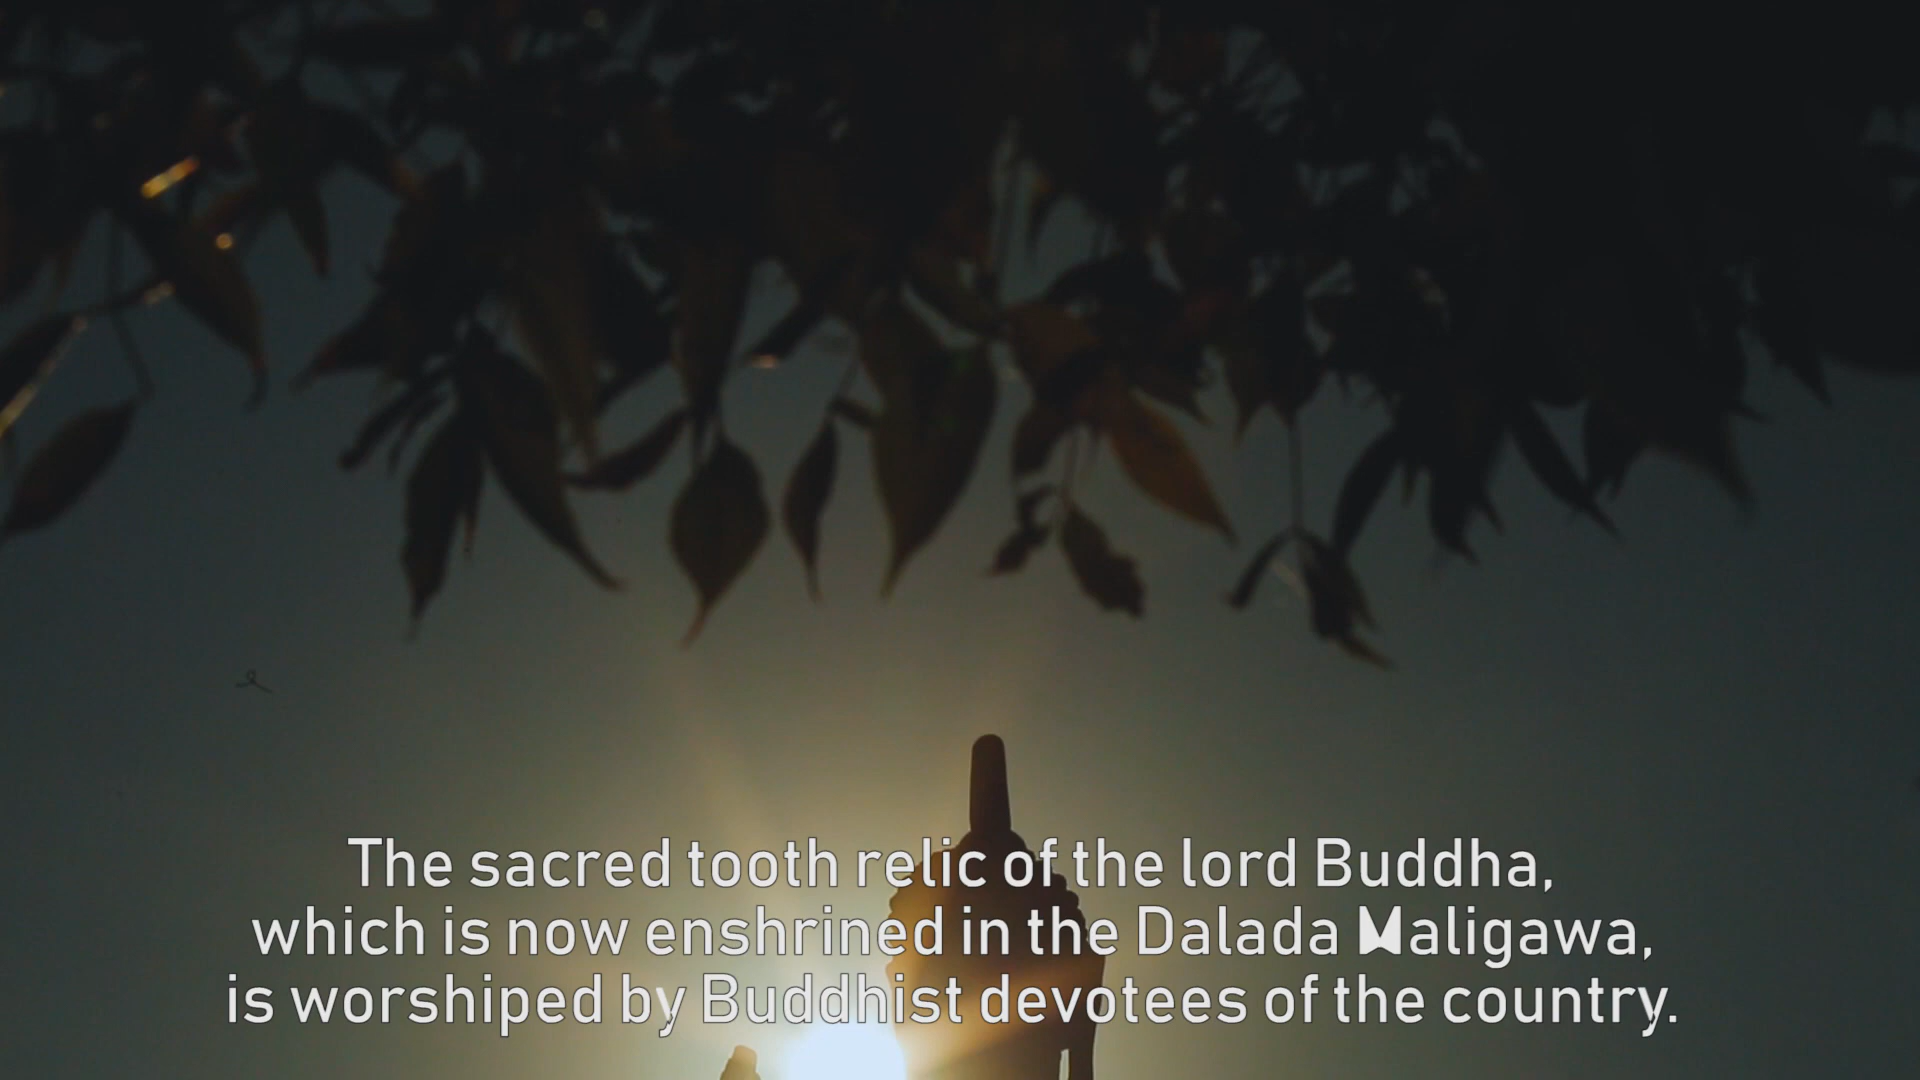 The sacred tooth relic of the lord Buddha,
which is now enshrined in the Dalada Maligawa,
is worshiped by Buddhist devotees of the country.